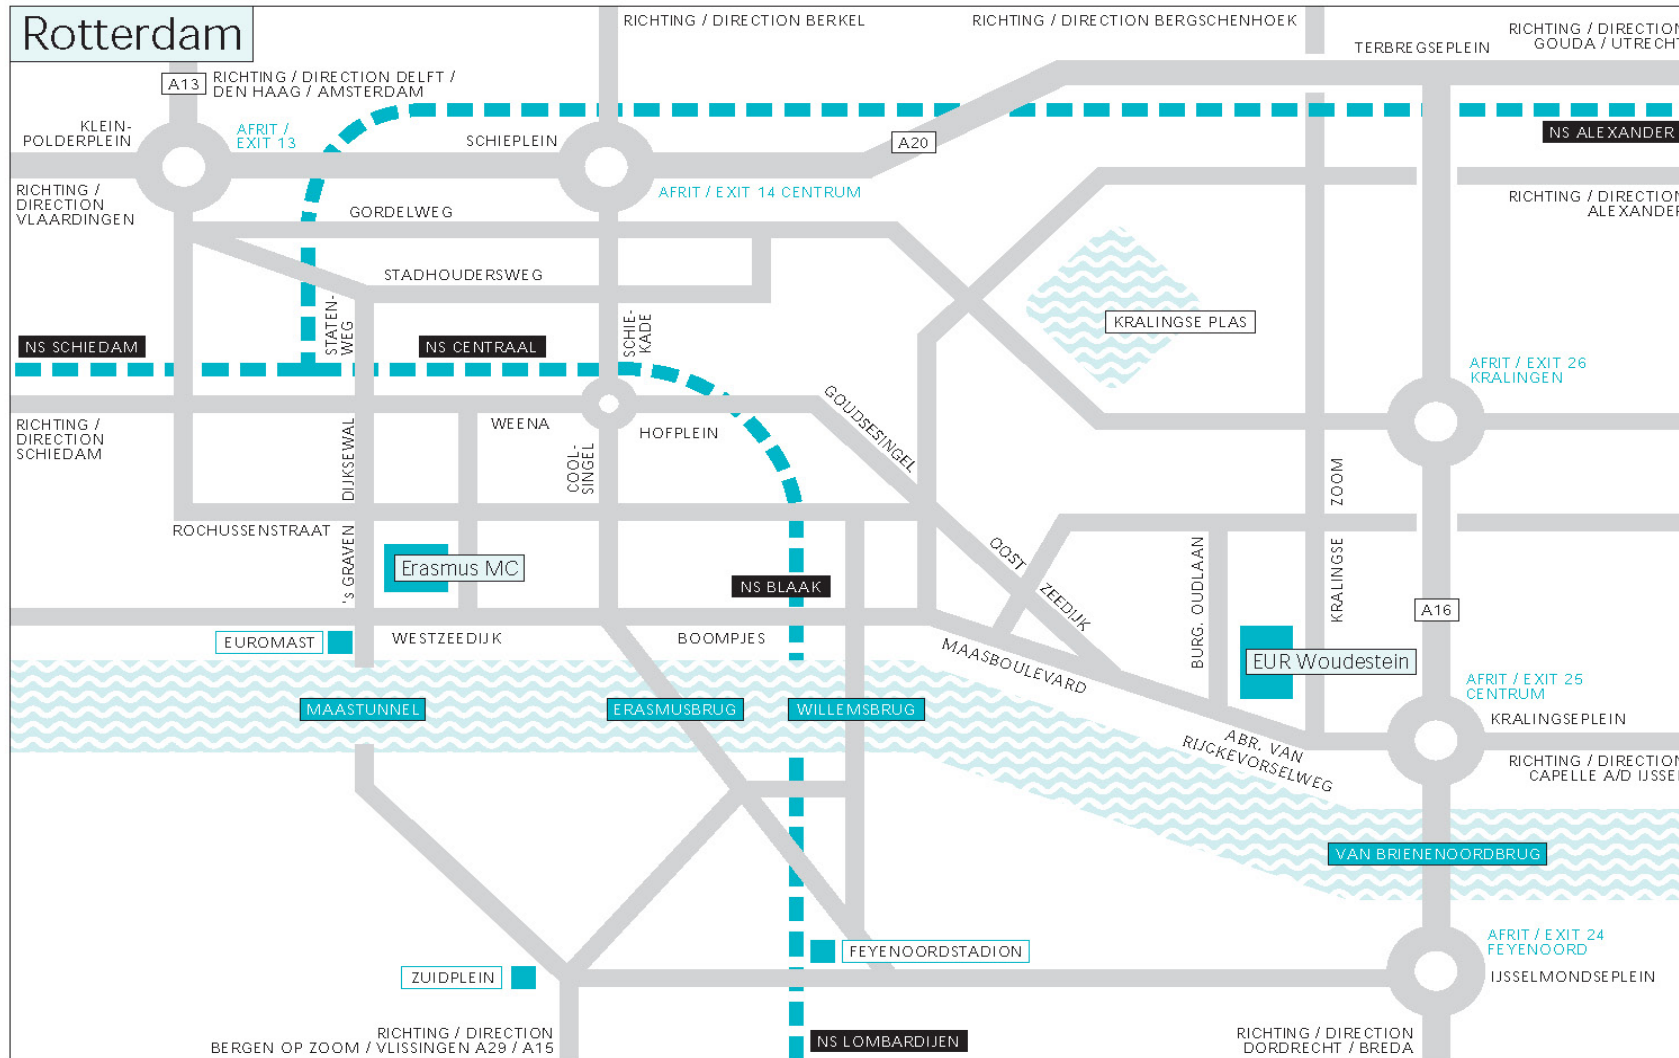 Rotterdam
RICHTING / DIRECTION BERKEL
RICHTING / DIRECTION BERGSCHENHOEK
RICHTING / DIRECTION
GOUDA / UTRECHT
TERBREGSEPLEIN
A13
RICHTING / DIRECTION DELFT /
DEN HAAG / AMSTERDAM
KLEIN-
POLDERPLEIN
AFRIT /
EXIT 13
SCHIEPLEIN
A20
NS ALEXANDER
RICHTING /
DIRECTION
VLAARDINGEN
AFRIT / EXIT 14 CENTRUM
RICHTING / DIRECTION
ALEXANDER
GORDELWEG
STADHOUDERSWEG
STATEN-
WEG
SCHIE-
KADE
KRALINGSE PLAS
NS SCHIEDAM
NS CENTRAAL
AFRIT / EXIT 26
KRALINGEN
RICHTING /
DIRECTION
SCHIEDAM
WEENA
HOFPLEIN
GOUDSESINGEL
COOL-
SINGEL
's GRAVEN DIJKSEWAL
ROCHUSSENSTRAAT
Erasmus MC
NS BLAAK
OOST ZEEDIJK
BURG. OUDLAAN
KRALINGSE ZOOM
A16
EUROMAST
WESTZEEDIJK
BOOMPJES
MAASBOULEVARD
EUR Woudestein
AFRIT / EXIT 25
CENTRUM
MAASTUNNEL
ERASMUSBRUG
WILLEMSBRUG
KRALINGSEPLEIN
ABR. VAN
RIJCKEVORSELWEG
RICHTING / DIRECTION
CAPELLE A/D IJSSEL
VAN BRIENENOORDBRUG
AFRIT / EXIT 24
FEYENOORD
FEYENOORDSTADION
ZUIDPLEIN
IJSSELMONDSEPLEIN
RICHTING / DIRECTION
BERGEN OP ZOOM / VLISSINGEN A29 / A15
NS LOMBARDIJEN
RICHTING / DIRECTION
DORDRECHT / BREDA